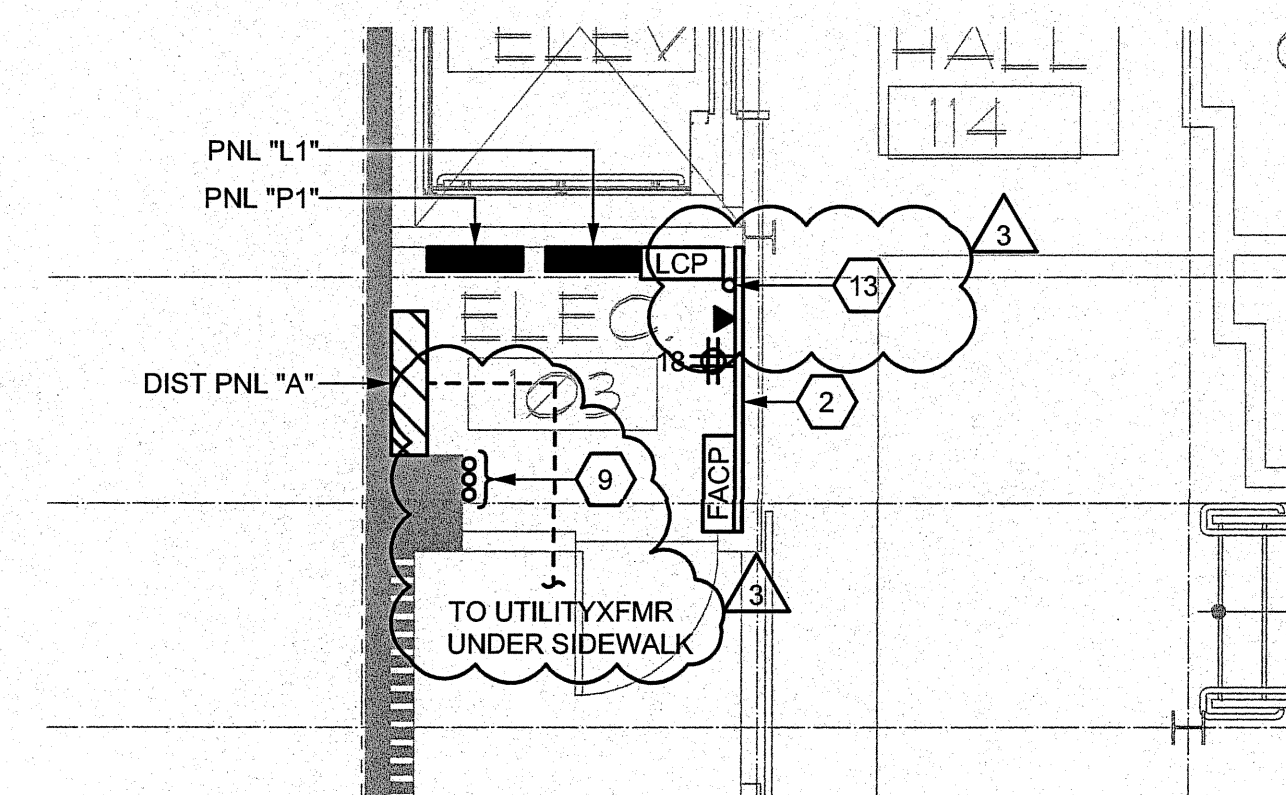 ELEV
HALL
114
PNL "L1"
PNL "P1"
3
LCP
13
ELEC
18
DIST PNL "A"
103
2
9
FACP
3
TO UTILITYXFMR
UNDER SIDEWALK